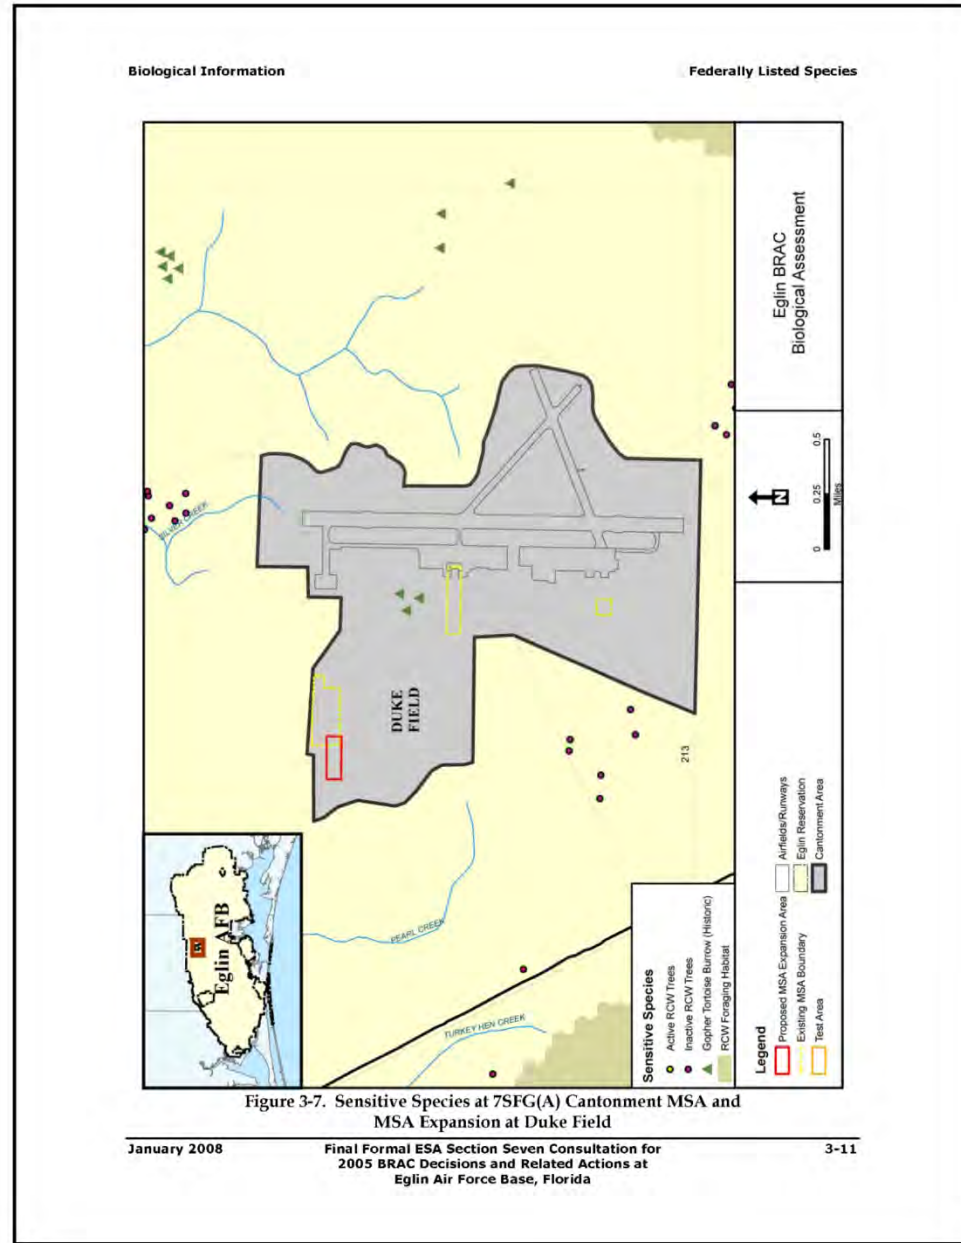 Biological Information
Federally Listed Species
Eglin AFB
TURKEY HEN CREEK
PEARL CREEK
SILVER CREEK
DUKE
FIELD
213
Sensitive Species
Active RCW Trees
Inactive RCW Trees
Gopher Tortoise Burrow (Historic)
RCW Foraging Habitat
Legend
Proposed MSA Expansion Area
Existing MSA Boundary
Test Area
Airfields/Runways
Eglin Reservation
Cantonment Area
N
0
0.25
0.5
Miles
Eglin BRAC
Biological Assessment
Figure 3-7. Sensitive Species at 7SFG(A) Cantonment MSA and
MSA Expansion at Duke Field
January 2008
Final Formal ESA Section Seven Consultation for
2005 BRAC Decisions and Related Actions at
Eglin Air Force Base, Florida
3-11